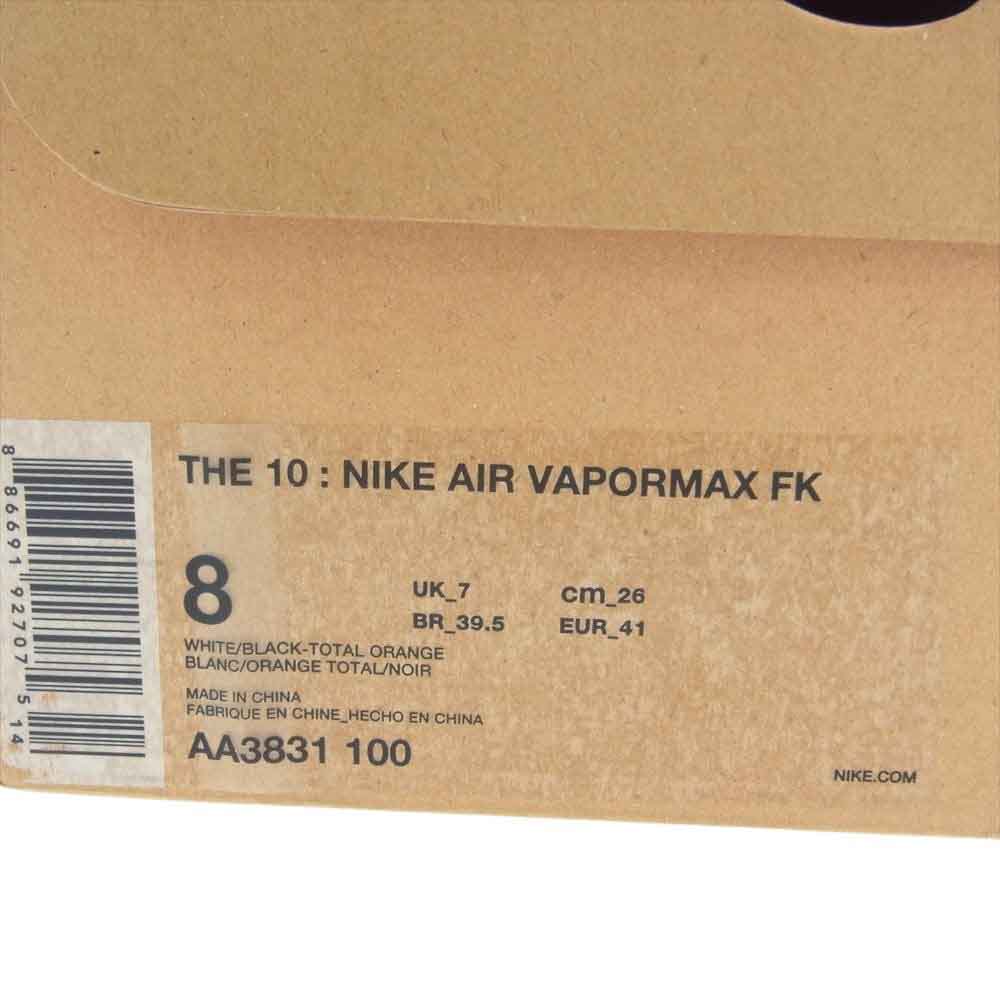 THE 10 : NIKE AIR VAPORMAX FK
8
UK_7 cm_26
BR_39.5 EUR_41
WHITE/BLACK-TOTAL ORANGE
BLANC/ORANGE TOTAL/NOIR
MADE IN CHINA
FABRIQUE EN CHINE_HECHO EN CHINA
AA3831 100
NIKE.COM
8 86691 92707 5 14